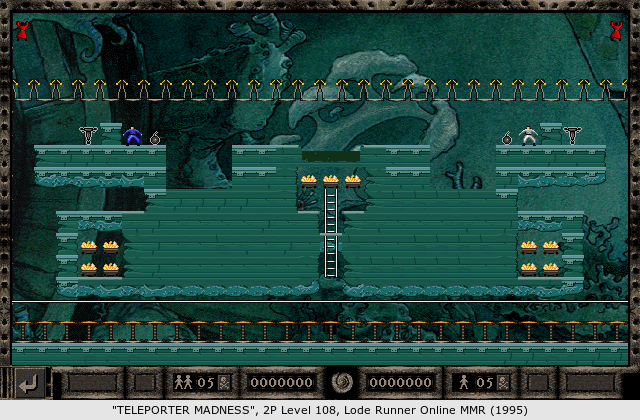 05 0000000 0000000 05
"TELEPORTER MADNESS", 2P Level 108, Lode Runner Online MMR (1995)